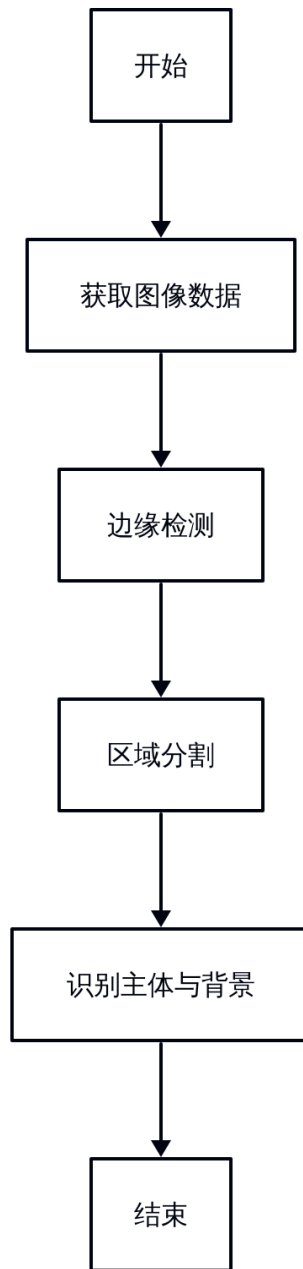 开始
获取图像数据
边缘检测
区域分割
识别主体与背景
结束